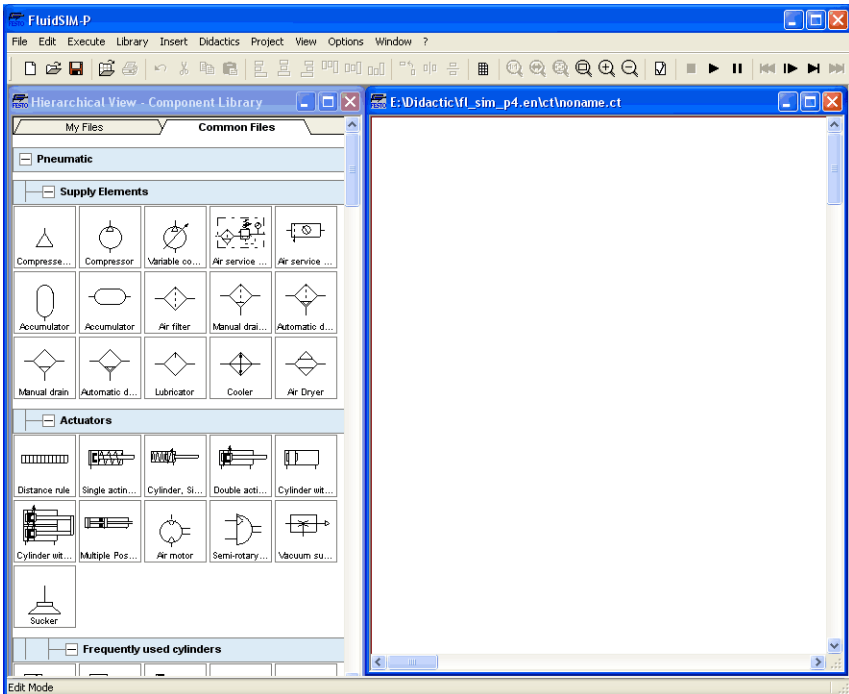 FluidSIM-P
File Edit Execute Library Insert Didactics Project View Options Window ?
Hierarchical View - Component Library
E:\Didactic\fl_sim_p4.en\ct\noname.ct
My Files Common Files
Pneumatic
Supply Elements
Compresse... Compressor Variable co... Air service ... Air service ...
Accumulator Accumulator Air filter Manual drai... Automatic d...
Manual drain Automatic d... Lubricator Cooler Air Dryer
Actuators
Distance rule Single actin... Cylinder, Si... Double acti... Cylinder wit...
Cylinder wit... Multiple Pos... Air motor Semi-rotary... Vacuum su...
Sucker
Frequently used cylinders
Edit Mode